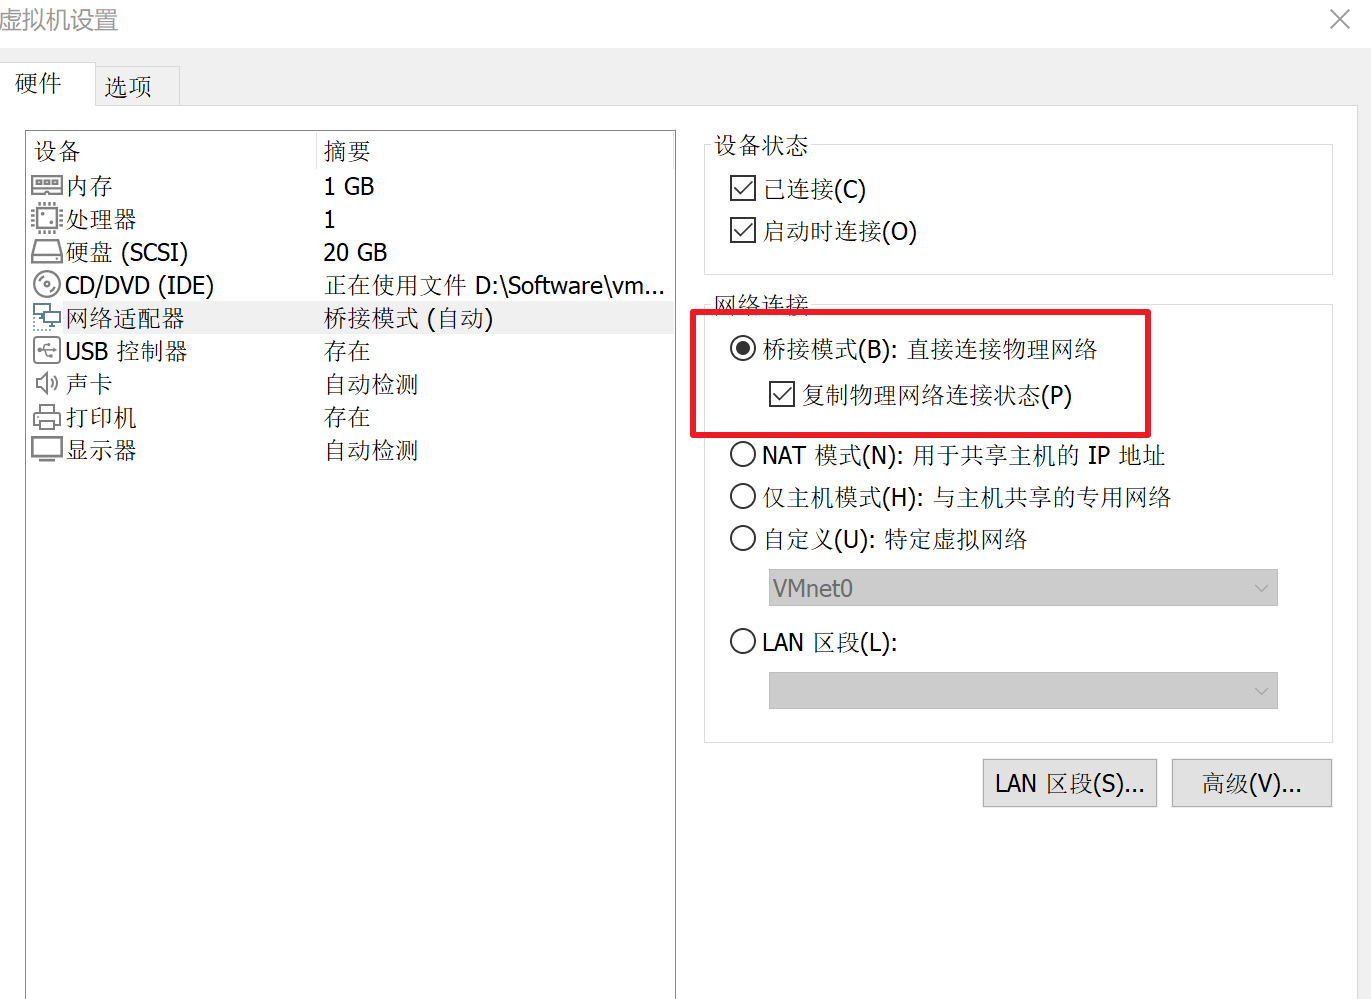 虚拟机设置
硬件
选项
设备 摘要
内存 1 GB
处理器 1
硬盘 (SCSI) 20 GB
CD/DVD (IDE) 正在使用文件 D:\Software\vm...
网络适配器 桥接模式 (自动)
USB 控制器 存在
声卡 自动检测
打印机 存在
显示器 自动检测
设备状态
已连接(C)
启动时连接(O)
网络连接
桥接模式(B): 直接连接物理网络
复制物理网络连接状态(P)
NAT 模式(N): 用于共享主机的 IP 地址
仅主机模式(H): 与主机共享的专用网络
自定义(U): 特定虚拟网络
VMnet0
LAN 区段(L):
LAN 区段(S)...
高级(V)...